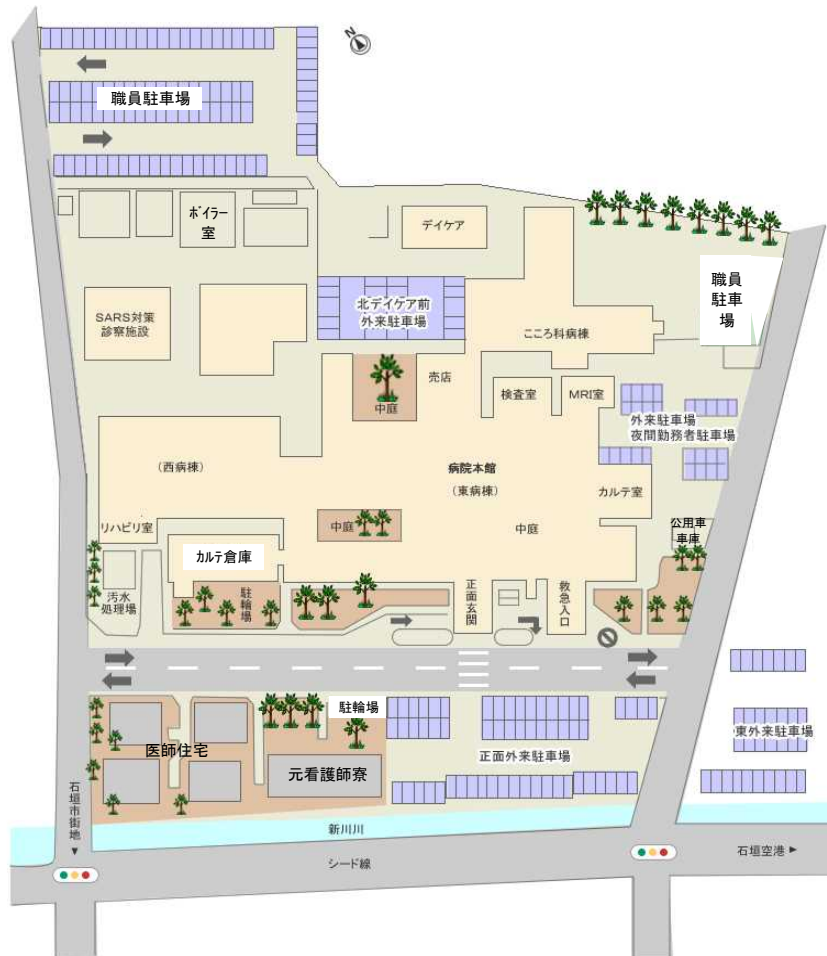 N
職員駐車場
ﾎﾞｲﾗｰ
室
デイケア
職員
駐車
場
北デイケア前
外来駐車場
SARS対策
診察施設
こころ科病棟
売店
中庭
検査室
MRI室
外来駐車場
夜間勤務者駐車場
(西病棟)
病院本館
(東病棟)
カルテ室
リハビリ室
中庭
中庭
公用車
車庫
ｶﾙﾃ倉庫
汚水
処理場
駐輪場
正面玄関
救急入口
駐輪場
医師住宅
元看護師寮
正面外来駐車場
東外来駐車場
石垣市街地
▼
新川川
シード線
石垣空港 ►